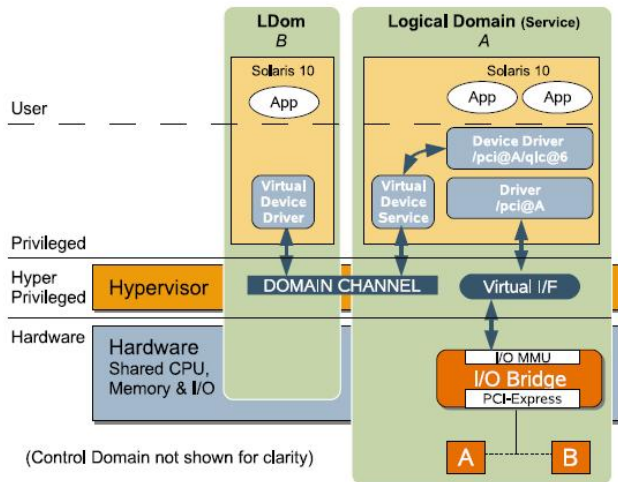 LDom
B
Logical Domain (Service)
A
Solaris 10
App
Solaris 10
App
App
User
Device Driver
/pci@A/qlc@6
Virtual
Device
Driver
Virtual
Device
Service
Driver
/pci@A
Privileged
Hyper
Privileged
Hypervisor
DOMAIN CHANNEL
Virtual I/F
Hardware
Hardware
Shared CPU,
Memory & I/O
I/O MMU
I/O Bridge
PCI-Express
(Control Domain not shown for clarity)
A
B